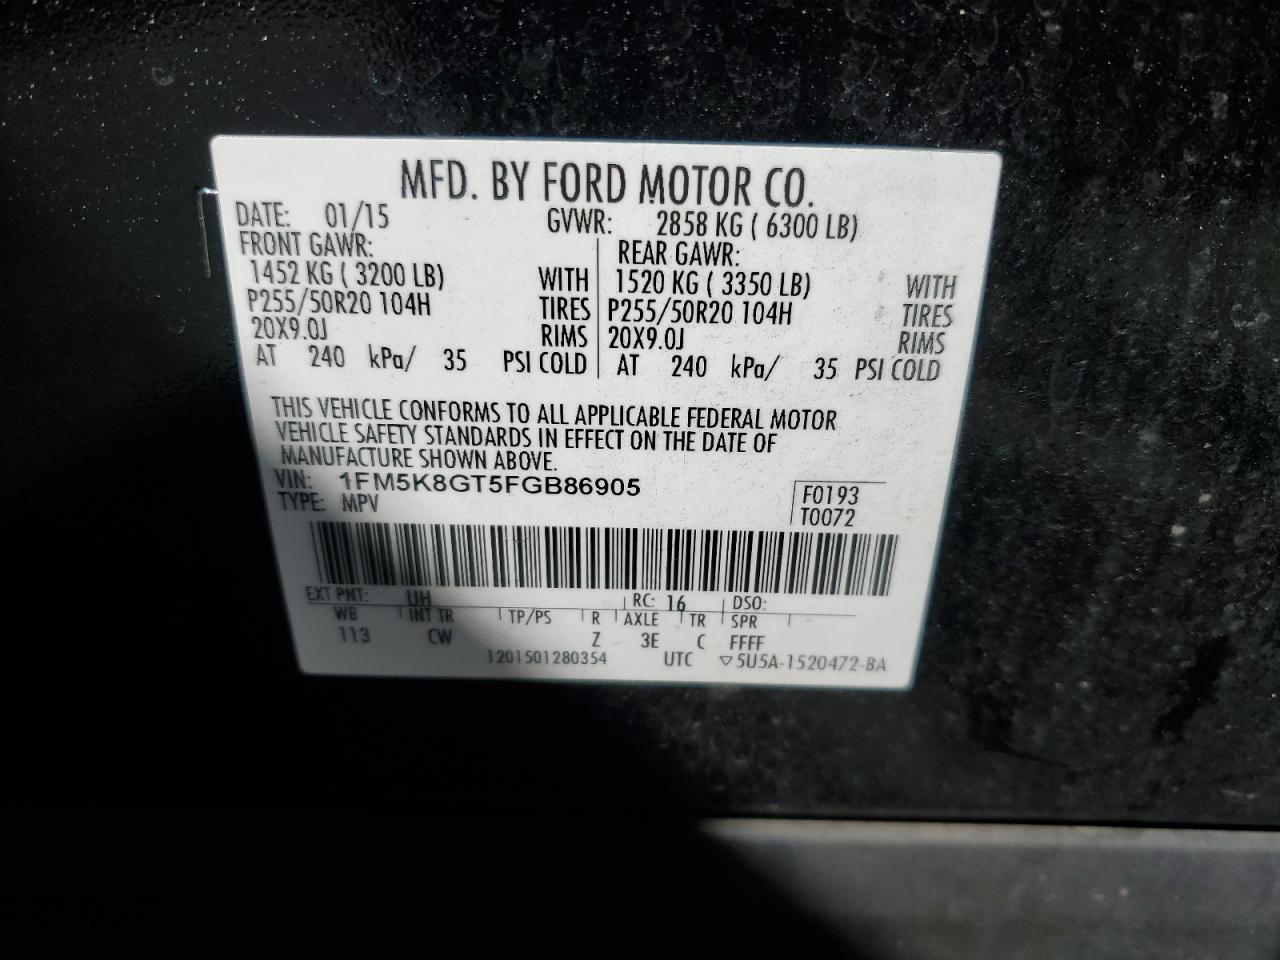 MFD. BY FORD MOTOR CO.
DATE: 01/15 GVWR: 2858 KG ( 6300 LB)
FRONT GAWR: REAR GAWR:
1452 KG ( 3200 LB) WITH 1520 KG ( 3350 LB) WITH
P255/50R20 104H TIRES P255/50R20 104H TIRES
20X9.0J RIMS 20X9.0J RIMS
AT 240 kPa/ 35 PSI COLD AT 240 kPa/ 35 PSI COLD
THIS VEHICLE CONFORMS TO ALL APPLICABLE FEDERAL MOTOR
VEHICLE SAFETY STANDARDS IN EFFECT ON THE DATE OF
MANUFACTURE SHOWN ABOVE.
VIN: 1FM5K8GT5FGB86905
TYPE: MPV
F0193
T0072
EXT PNT: UH RC: 16 DSO:
WB INT TR TP/PS R AXLE TR SPR
113 CW Z 3E C FFFF
1201501280354 UTC ▽5U5A-1520472-BA